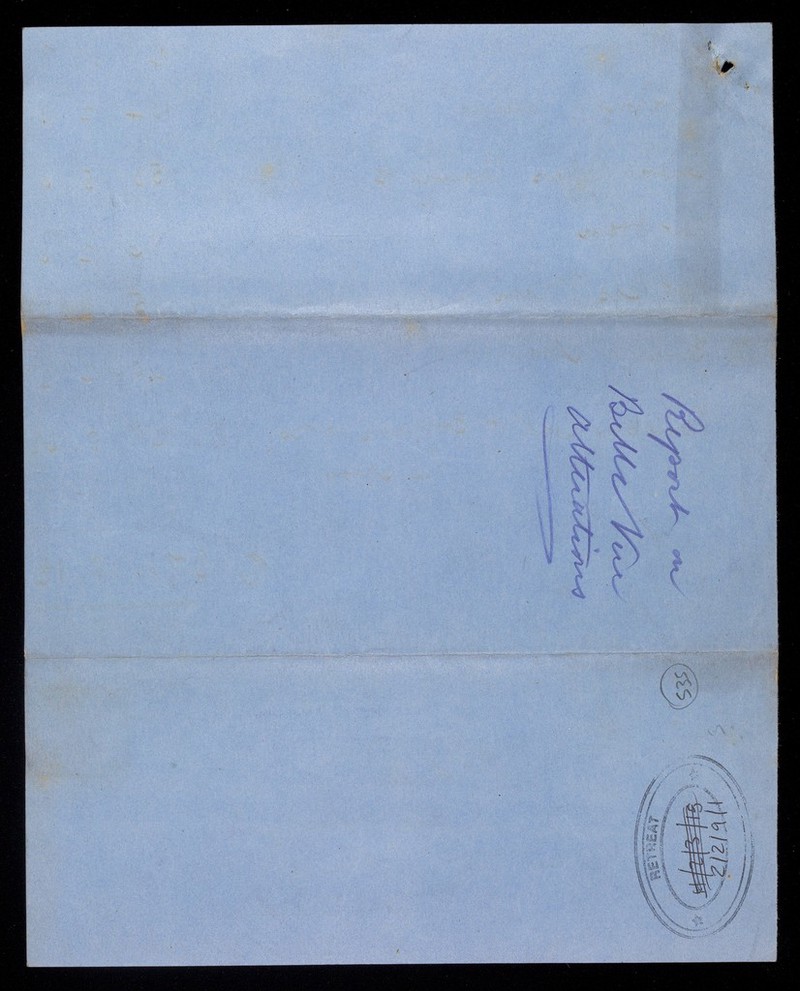 Report on
Belle Vue
alterations
535
RETREAT
2/2/9/1